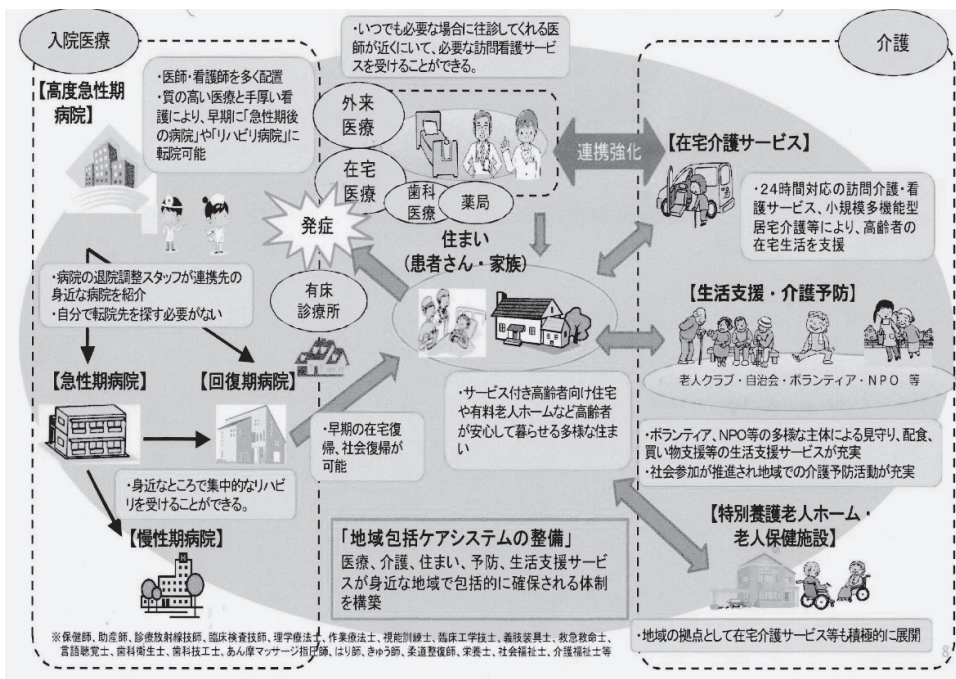 入院医療
介護
・いつでも必要な場合に往診してくれる医
師が近くにいて、必要な訪問看護サービ
スを受けることができる。
【高度急性期
病院】
・医師・看護師を多く配置
・質の高い医療と手厚い看
護により、早期に「急性期後
の病院」や「リハビリ病院」に
転院可能
外来
医療
在宅
医療
歯科
医療
薬局
連携強化
【在宅介護サービス】
・24時間対応の訪問介護・看
護サービス、小規模多機能型
居宅介護等により、高齢者の
在宅生活を支援
発症
住まい
(患者さん・家族)
・病院の退院調整スタッフが連携先の
身近な病院を紹介
・自分で転院先を探す必要がない
有床
診療所
【生活支援・介護予防】
老人クラブ・自治会・ボランティア・NPO 等
【急性期病院】
【回復期病院】
・サービス付き高齢者向け住宅
や有料老人ホームなど高齢者
が安心して暮らせる多様な住ま
い
・早期の在宅復
帰、社会復帰が
可能
・ボランティア、NPO等の多様な主体による見守り、配食、
買い物支援等の生活支援サービスが充実
・社会参加が推進され地域での介護予防活動が充実
・身近なところで集中的なリハビ
リを受けることができる。
【慢性期病院】
【特別養護老人ホーム・
老人保健施設】
「地域包括ケアシステムの整備」
医療、介護、住まい、予防、生活支援サービ
スが身近な地域で包括的に確保される体制
を構築
・地域の拠点として在宅介護サービス等も積極的に展開
※保健師、助産師、診療放射線技師、臨床検査技師、理学療法士、作業療法士、視能訓練士、臨床工学技士、義肢装具士、救急救命士、
言語聴覚士、歯科衛生士、歯科技工士、あん摩マッサージ指圧師、はり師、きゅう師、柔道整復師、栄養士、社会福祉士、介護福祉士等
8